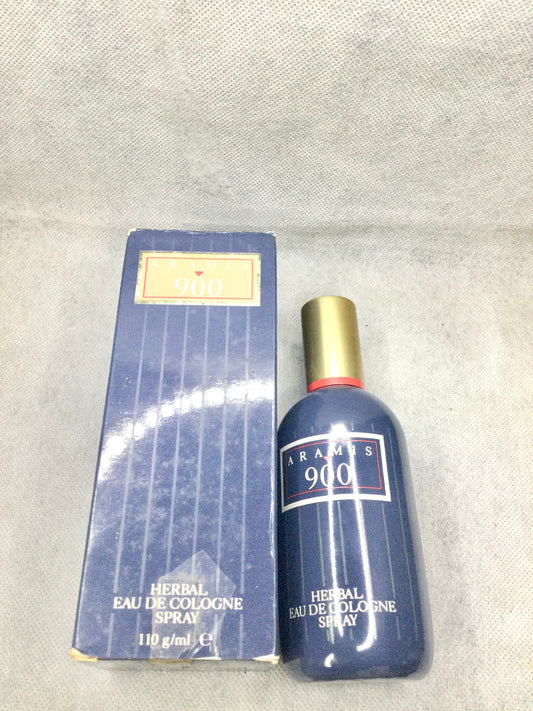 ARAMIS
900
HERBAL
EAU DE COLOGNE
SPRAY
110 g/ml ℮
ARAMIS
900
HERBAL
EAU DE COLOGNE
SPRAY